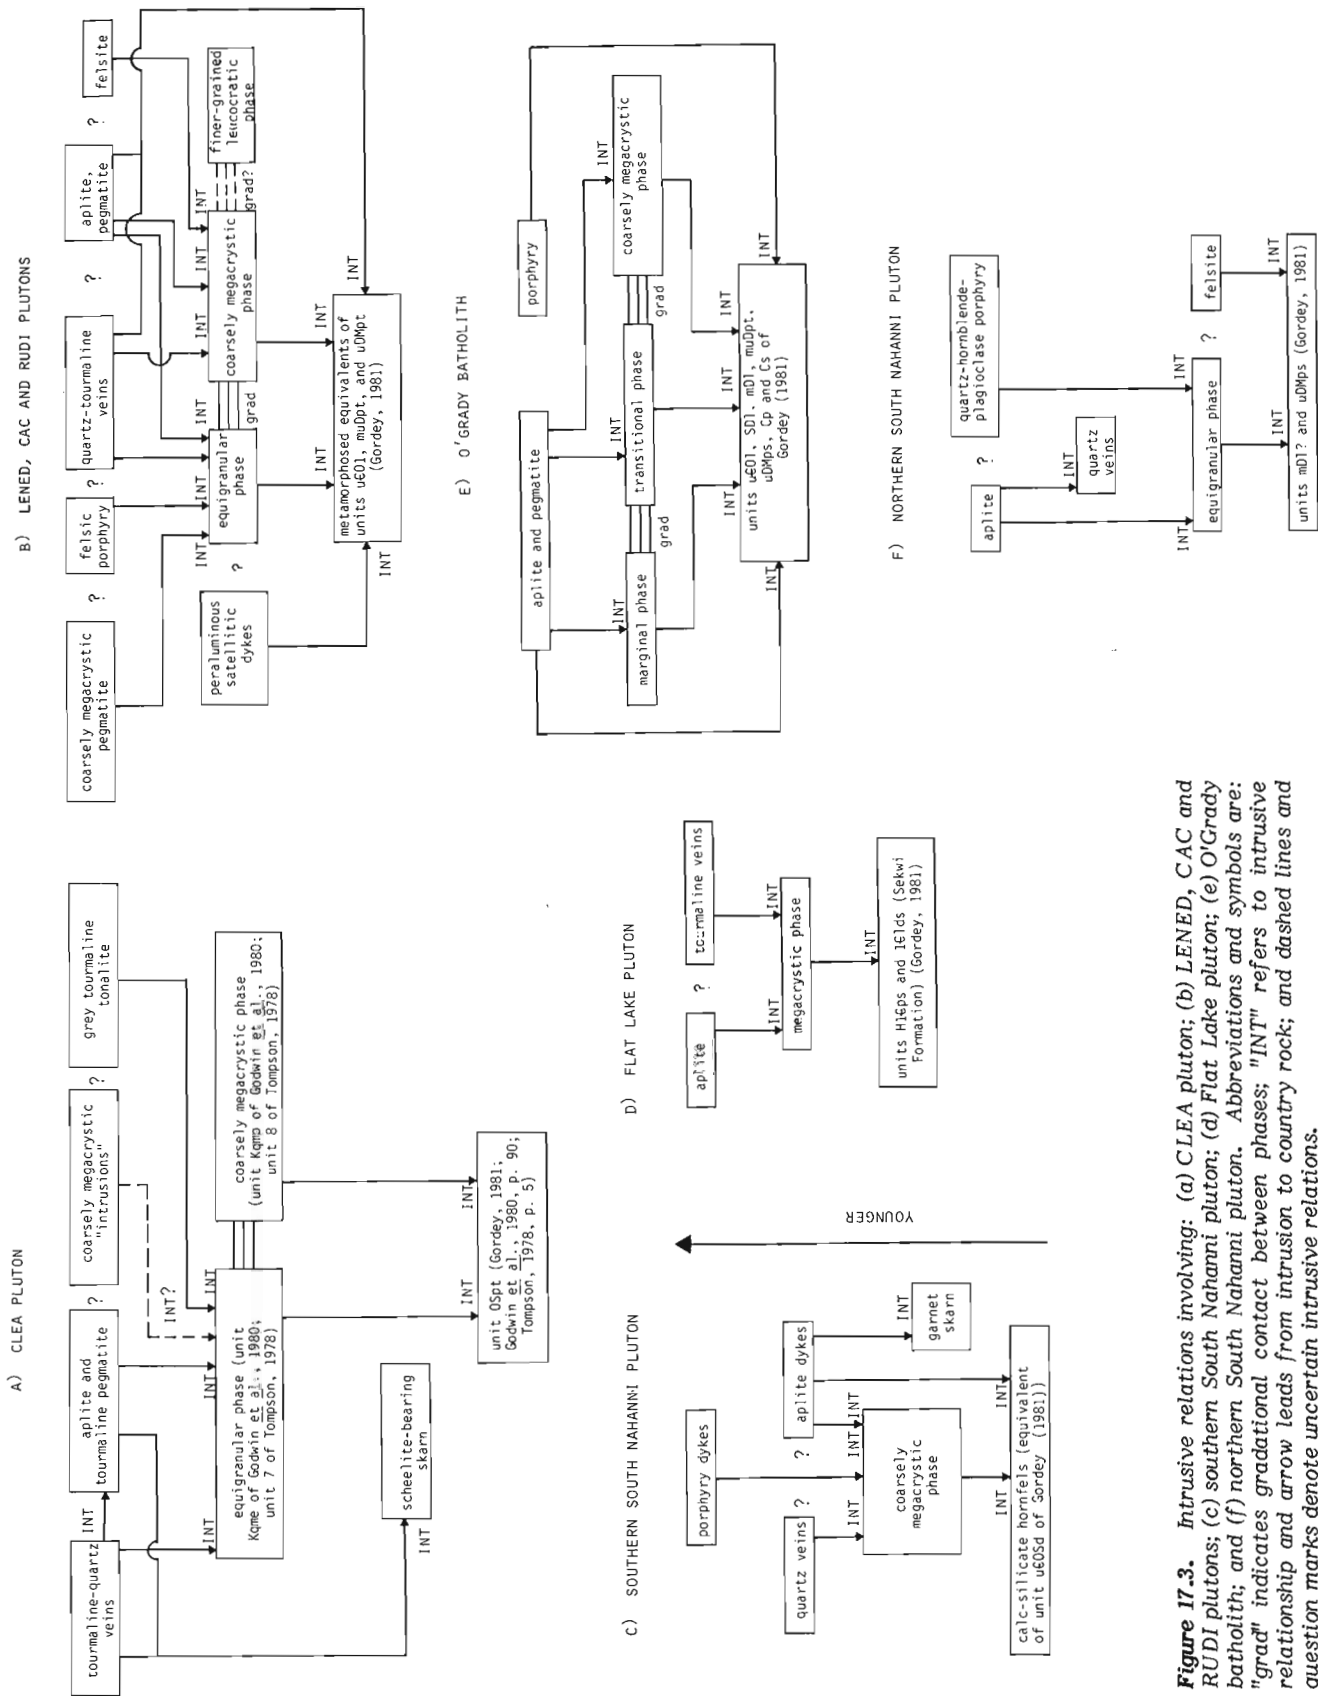 A) CLEA PLUTON
tourmaline-quartz
veins
INT
aplite and
tourmaline pegmatite
?
coarsely megacrystic
"intrusions"
?
grey tourmaline
tonalite
INT
INT
INT?
INT
equigranular phase (unit
Kqme of Godwin et al., 1980;
unit 7 of Tompson, 1978)
coarsely megacrystic phase
(unit Kqmp of Godwin et al., 1980;
unit 8 of Tompson, 1978)
INT
scheelite-bearing
skarn
INT
INT
unit OSpt (Gordey, 1981;
Godwin et al., 1980, p. 90;
Tompson, 1978, p. 5)
B) LENED, CAC AND RUDI PLUTONS
coarsely megacrystic
pegmatite
?
felsic
porphyry
?
quartz-tourmaline
veins
?
aplite,
pegmatite
?
felsite
INT
INT
INT
INT
INT
INT
equigranular
phase
grad
coarsely megacrystic
phase
grad?
finer-grained
leucocratic
phase
peraluminous
satellitic
dykes
?
INT
INT
INT
INT
metamorphosed equivalents of
units uЄOl, muDpt, and uDMpt
(Gordey, 1981)
C) SOUTHERN SOUTH NAHANNI PLUTON
quartz veins
?
porphyry dykes
?
aplite dykes
INT
INT
INT
INT
garnet
skarn
coarsely
megacrystic
phase
INT
INT
calc-silicate hornfels (equivalent
of unit uЄOSd of Gordey (1981))
YOUNGER
D) FLAT LAKE PLUTON
aplite
?
tourmaline veins
INT
INT
megacrystic phase
INT
units HlЄps and lЄlds (Sekwi
Formation) (Gordey, 1981)
E) O'GRADY BATHOLITH
aplite and pegmatite
porphyry
INT
INT
INT
marginal phase
grad
transitional phase
grad
coarsely megacrystic
phase
INT
INT
INT
INT
INT
units uЄOl, SDl, mDl, muDpt,
uDMps, Cp and Cs of
Gordey (1981)
F) NORTHERN SOUTH NAHANNI PLUTON
aplite
?
quartz-hornblende-
plagioclase porphyry
INT
quartz
veins
INT
INT
equigranular phase
?
felsite
INT
INT
units mDl? and uDMps (Gordey, 1981)
Figure 17.3. Intrusive relations involving: (a) CLEA pluton; (b) LENED, CAC and
RUDI plutons; (c) southern South Nahanni pluton; (d) Flat Lake pluton; (e) O'Grady
batholith; and (f) northern South Nahanni pluton. Abbreviations and symbols are:
"grad" indicates gradational contact between phases; "INT" refers to intrusive
relationship and arrow leads from intrusion to country rock; and dashed lines and
question marks denote uncertain intrusive relations.